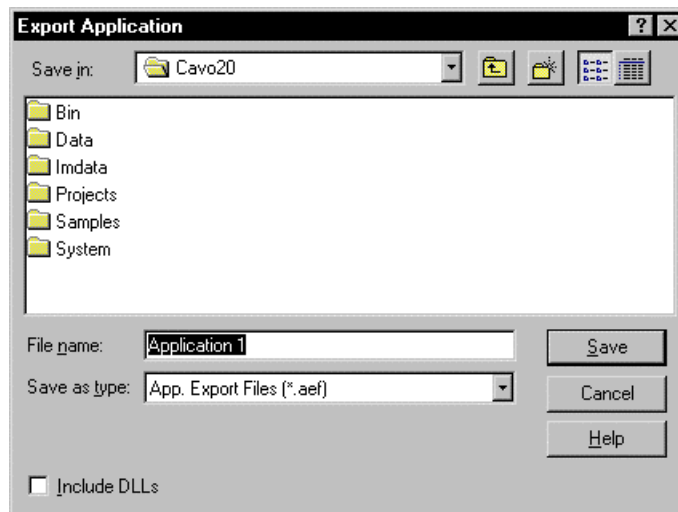 Export Application
Save in: Cavo20
Bin
Data
Imdata
Projects
Samples
System
File name: Application 1 Save
Save as type: App. Export Files (*.aef) Cancel
Help
Include DLLs